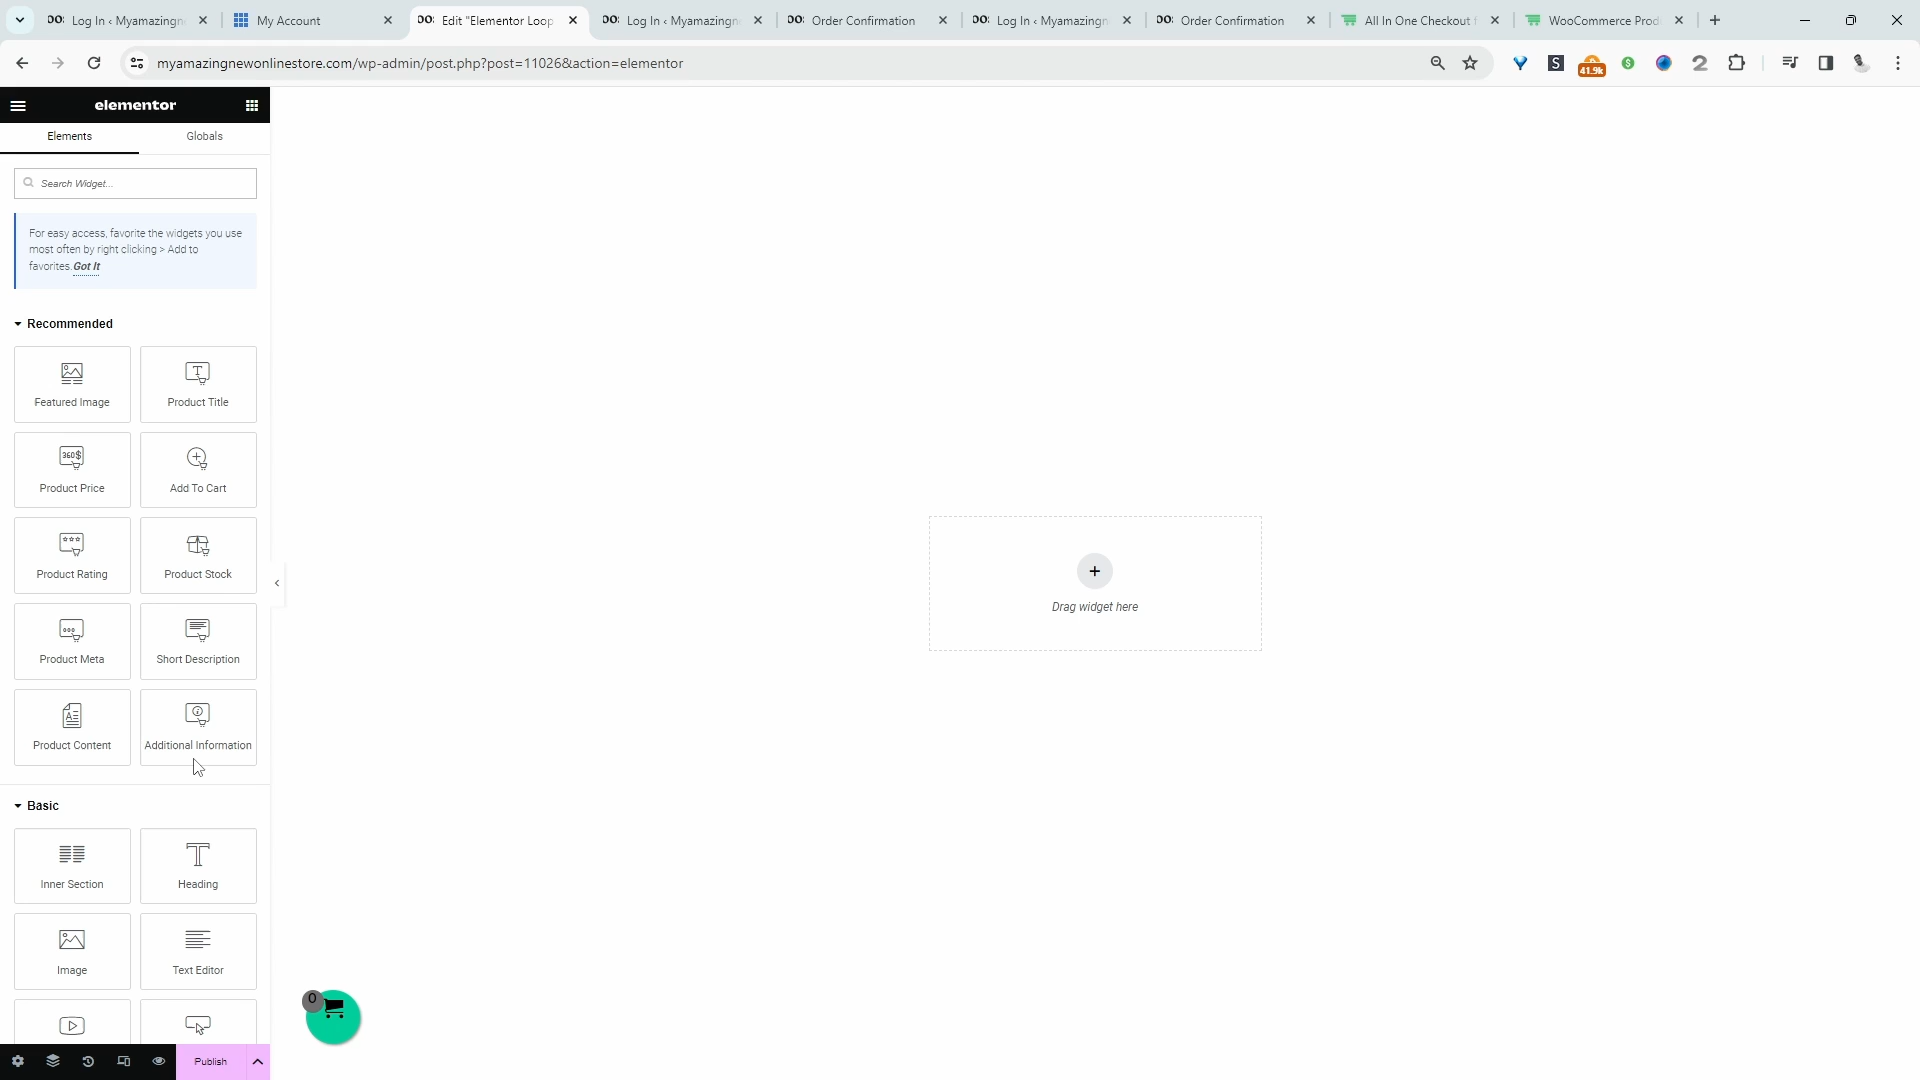 Log In ‹ Myamazingn
My Account
Edit "Elementor Loop
Log In ‹ Myamazingn
Order Confirmation
Log In ‹ Myamazingn
Order Confirmation
All In One Checkout f
WooCommerce Prod
myamazingnewonlinestore.com/wp-admin/post.php?post=11026&action=elementor
41.9k
elementor
Elements
Globals
Search Widget...
For easy access, favorite the widgets you use
most often by right clicking > Add to
favorites. Got It
Recommended
Featured Image
Product Title
Product Price
Add To Cart
Product Rating
Product Stock
Product Meta
Short Description
Product Content
Additional Information
Basic
Inner Section
Heading
Image
Text Editor
Publish
Drag widget here
0